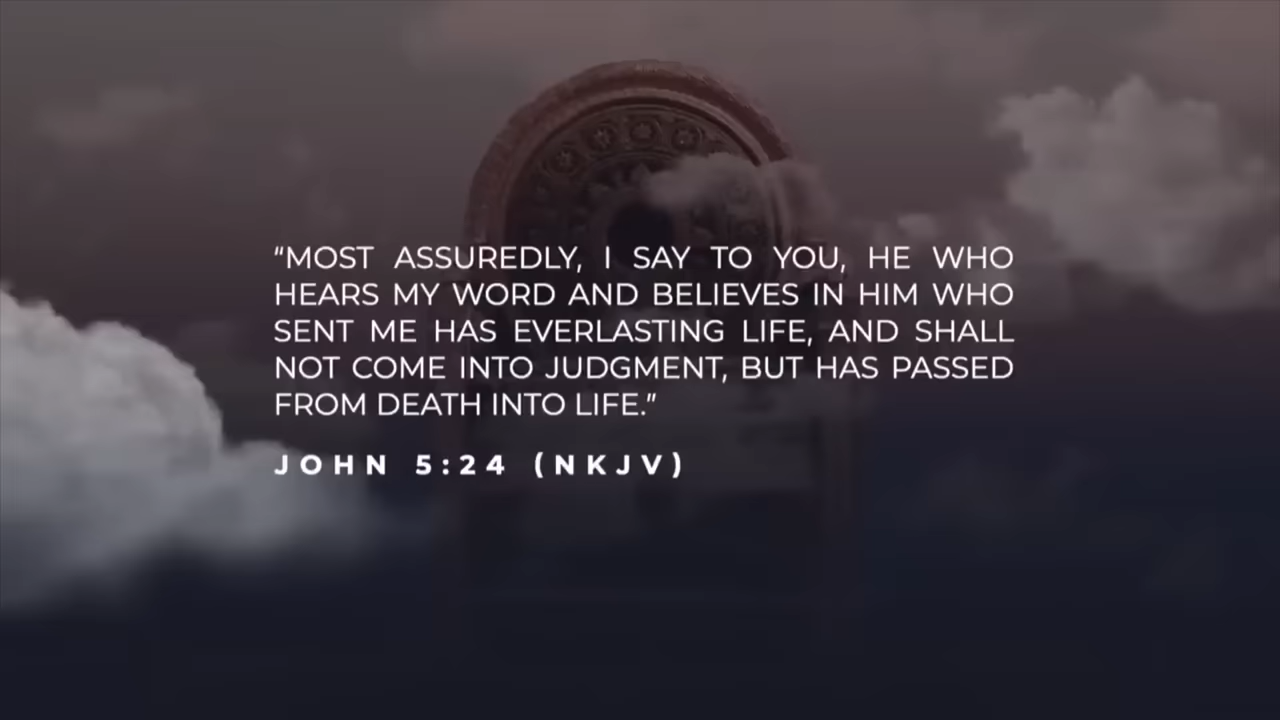 “MOST ASSUREDLY, I SAY TO YOU, HE WHO
HEARS MY WORD AND BELIEVES IN HIM WHO
SENT ME HAS EVERLASTING LIFE, AND SHALL
NOT COME INTO JUDGMENT, BUT HAS PASSED
FROM DEATH INTO LIFE.”
JOHN 5:24 (NKJV)